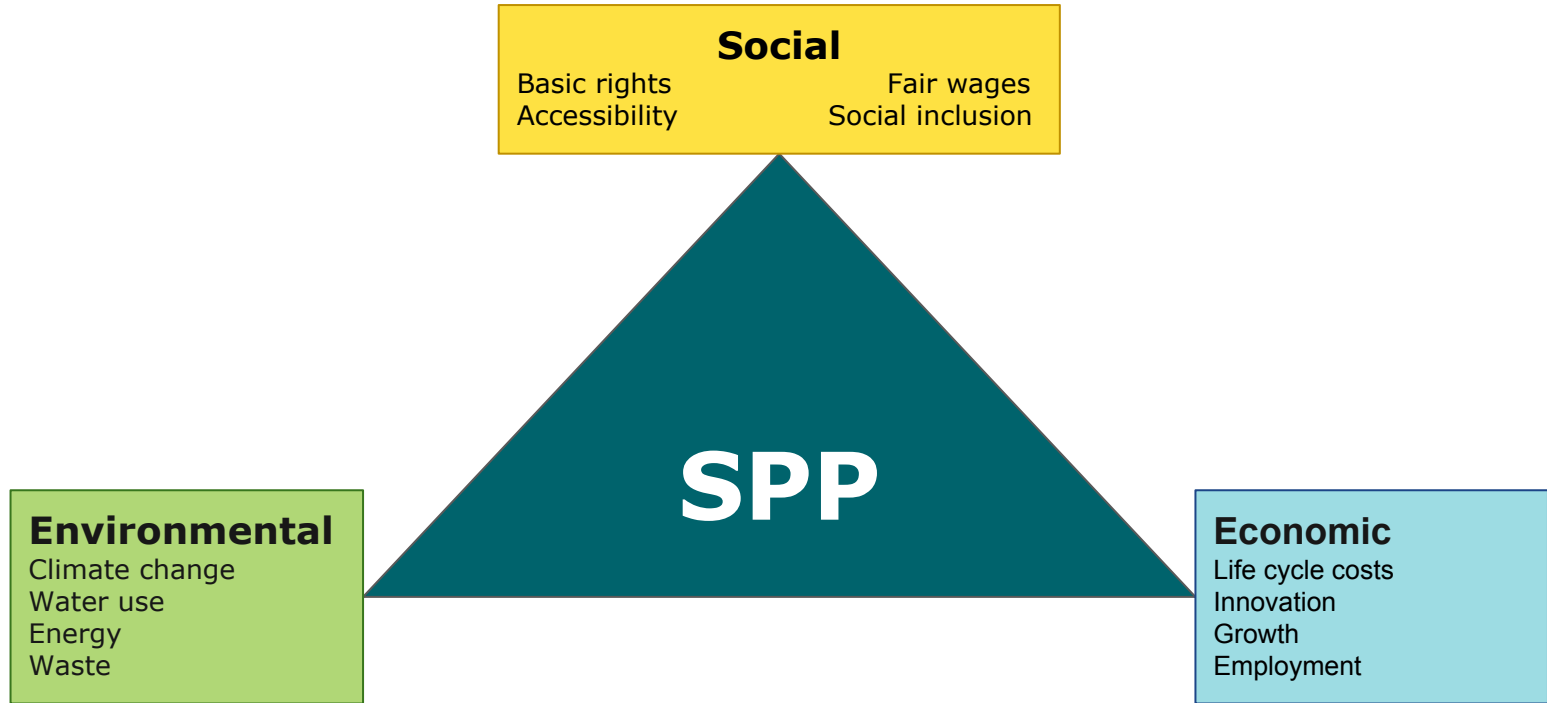 Social
Basic rights Fair wages
Accessibility Social inclusion
SPP
Environmental
Climate change
Water use
Energy
Waste
Economic
Life cycle costs
Innovation
Growth
Employment